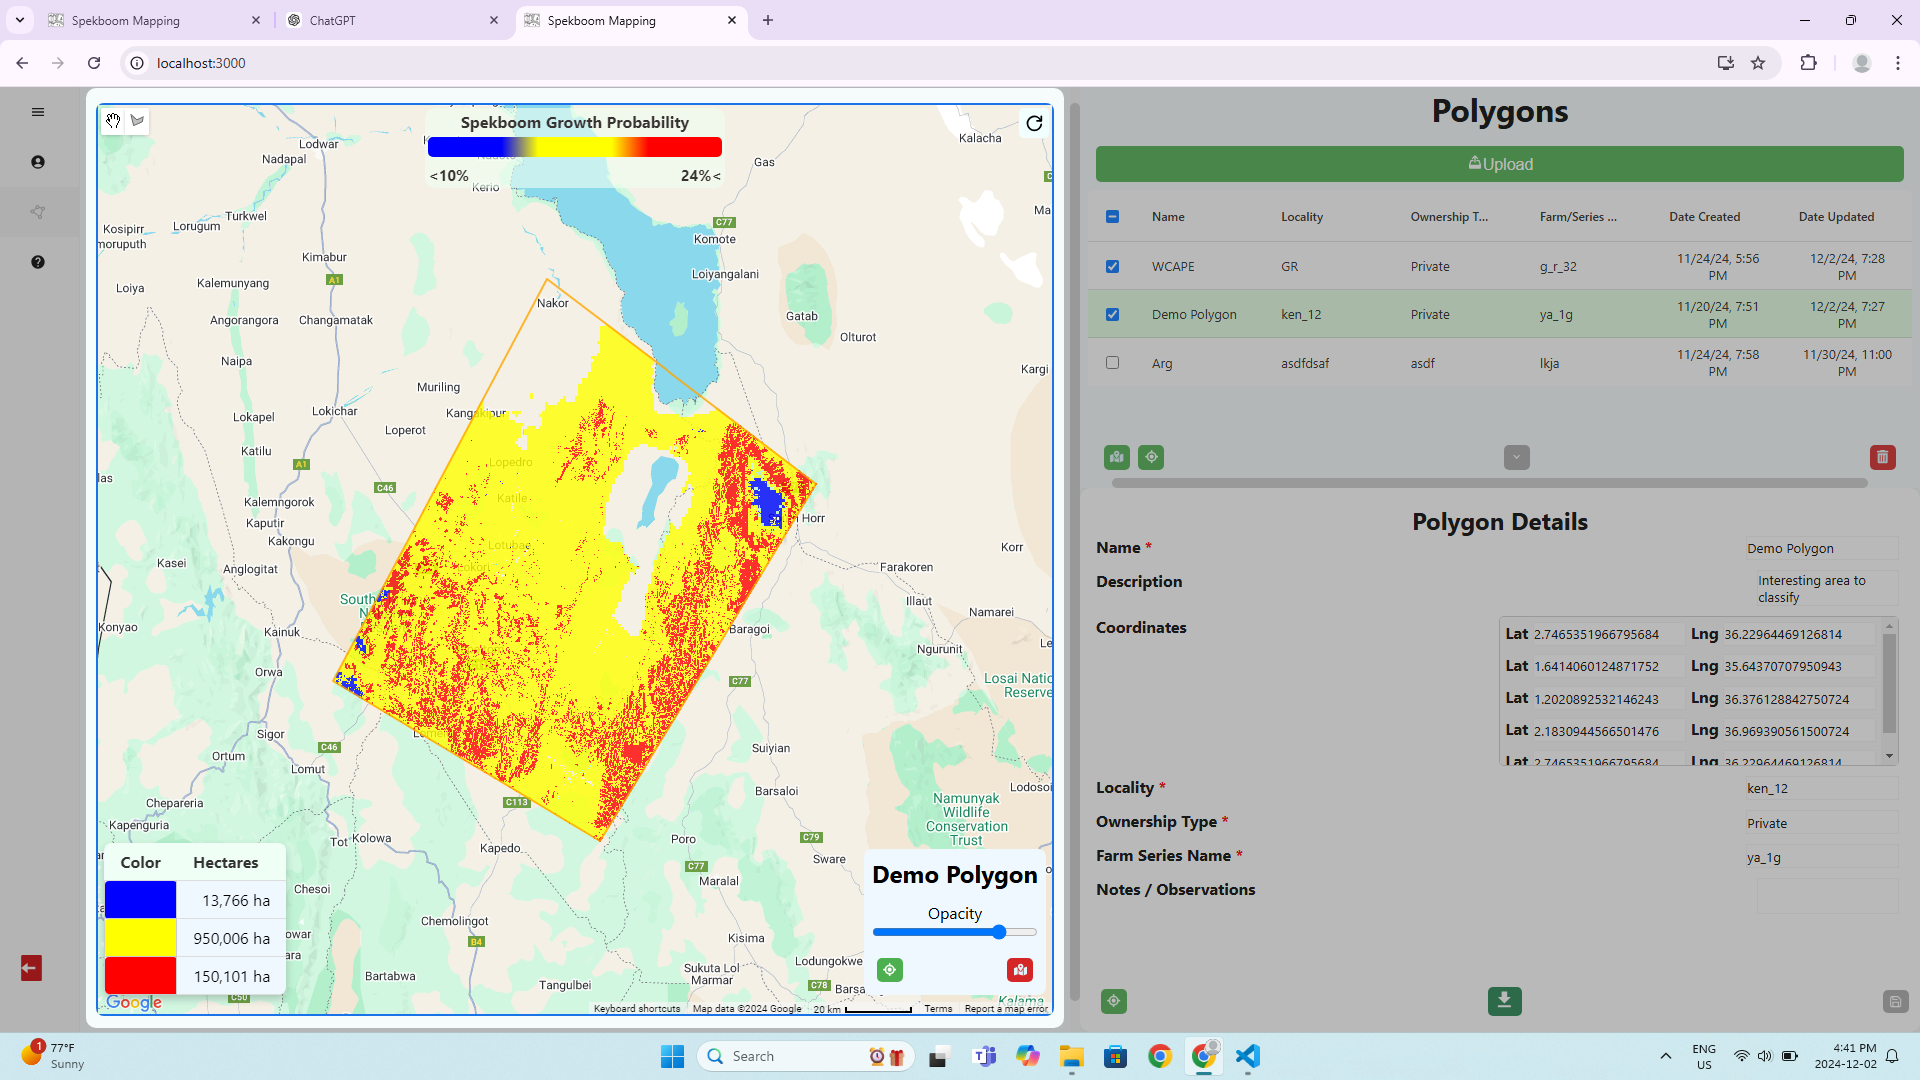 Spekboom Mapping
ChatGPT
Spekboom Mapping
localhost:3000
Spekboom Growth Probability
<10%
24%<
Kerio
Lodwar
Nadapal
Kalacha
Gas
Ma
Turkwel
Lorugum
Kosipirr
moruputh
C77
Komote
Kimabur
Loiyangalani
A1
Kalemunyang
Loiya
Nakor
Angorangora
Changamatak
Gatab
Olturot
Naipa
Kargi
Muriling
Lokichar
Kangakipur
Lokapel
Loperot
Katilu
A1
Lopedro
las
C46
Katile
Kalemngorok
Kaputir
Horr
Kakongu
Lotubae
Korr
Kasei
Anglogitat
okori
Farakoren
South
N
Illaut
Namarei
Konyao
Kainuk
Baragoi
Le
Ngurunit
Orwa
C77
Losai Natio
Reserve
Sigor
C46
Lomer
Suiyian
Ortum
Lomut
Barsaloi
Lodosoi
Chepareria
C113
Namunyak
Wildlife
Conservation
Trust
Kapenguria
Tot
Kolowa
Kapedo
Poro
C79
Sware
C77
Maralal
Chesoi
Chemolingot
B4
Kisima
owar
ara
Bartabwa
Tangulbei
Sukuta Lol
Marmar
Lodungokwe
C78
Barsa
Kalama
C50
Color
Hectares
13,766 ha
950,006 ha
150,101 ha
Google
Demo Polygon
Opacity
Keyboard shortcuts
Map data ©2024 Google
20 km
Terms
Report a map error
Polygons
Upload
Name Locality Ownership T... Farm/Series ... Date Created Date Updated
WCAPE GR Private g_r_32 11/24/24, 5:56 PM 12/2/24, 7:28 PM
Demo Polygon ken_12 Private ya_1g 11/20/24, 7:51 PM 12/2/24, 7:27 PM
Arg asdfdsaf asdf lkja 11/24/24, 7:58 PM 11/30/24, 11:00 PM
Polygon Details
Name * Demo Polygon
Description Interesting area to
classify
Coordinates
Lat 2.7465351966795684 Lng 36.22964469126814
Lat 1.6414060124871752 Lng 35.64370707950943
Lat 1.2020892532146243 Lng 36.376128842750724
Lat 2.1830944566501476 Lng 36.969390561500724
Lat 2.7465351966795684 Lng 36.22964469126814
Locality * ken_12
Ownership Type * Private
Farm Series Name * ya_1g
Notes / Observations
1
77°F
Sunny
Search
ENG
US
4:41 PM
2024-12-02